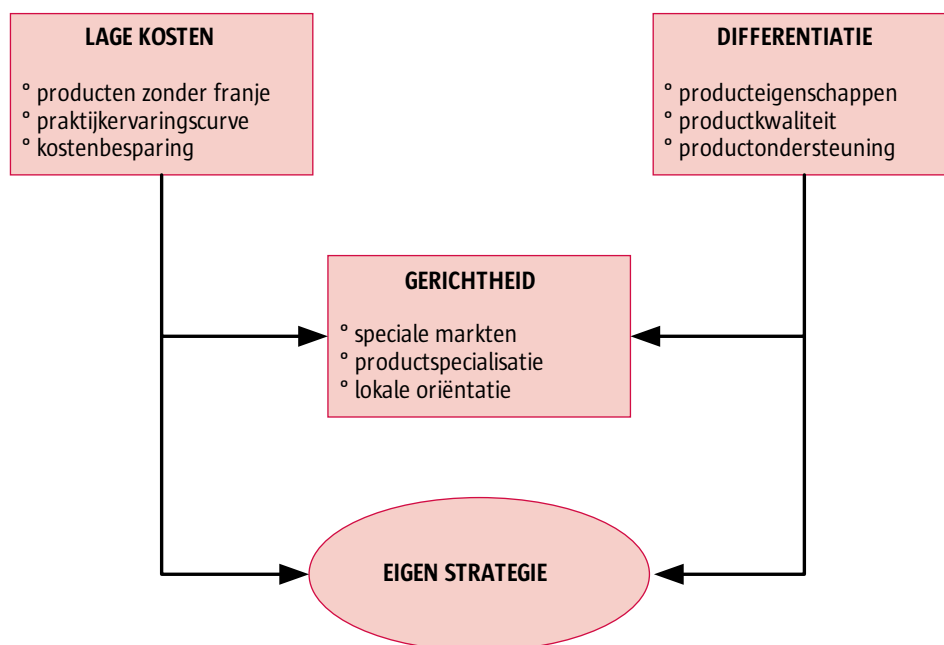 LAGE KOSTEN
° producten zonder franje
° praktijkervaringscurve
° kostenbesparing
DIFFERENTIATIE
° producteigenschappen
° productkwaliteit
° productondersteuning
GERICHTHEID
° speciale markten
° productspecialisatie
° lokale oriëntatie
EIGEN STRATEGIE